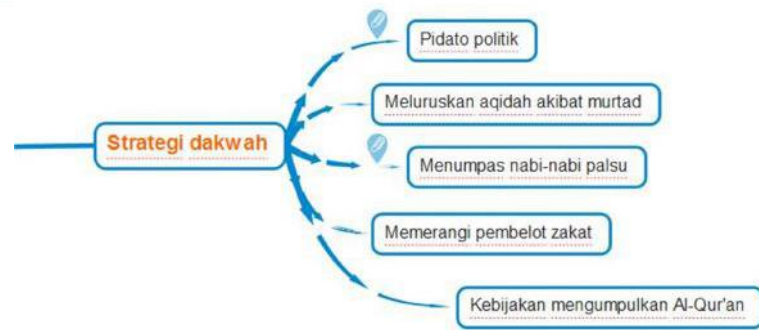 Pidato politik
Meluruskan aqidah akibat murtad
Strategi dakwah
Menumpas nabi-nabi palsu
Memerangi pembelot zakat
Kebijakan mengumpulkan Al-Qur'an